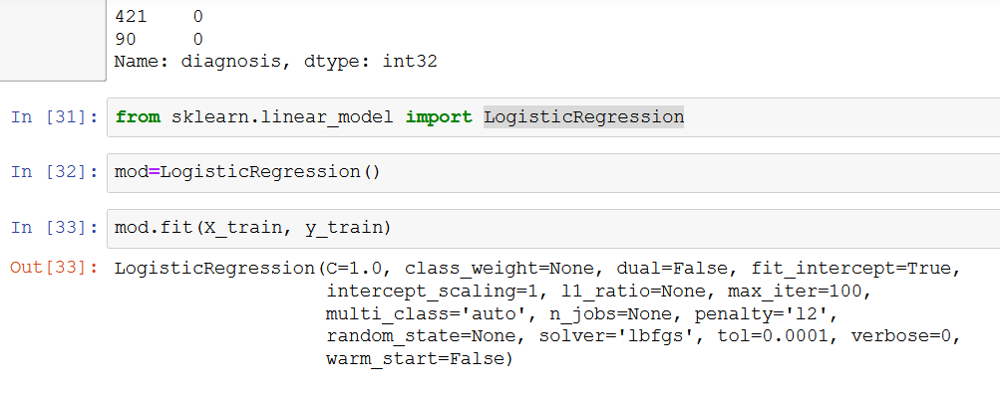 421 0
90 0
Name: diagnosis, dtype: int32
In [31]: from sklearn.linear_model import LogisticRegression
In [32]: mod=LogisticRegression()
In [33]: mod.fit(X_train, y_train)
Out[33]: LogisticRegression(C=1.0, class_weight=None, dual=False, fit_intercept=True,
intercept_scaling=1, l1_ratio=None, max_iter=100,
multi_class='auto', n_jobs=None, penalty='l2',
random_state=None, solver='lbfgs', tol=0.0001, verbose=0,
warm_start=False)